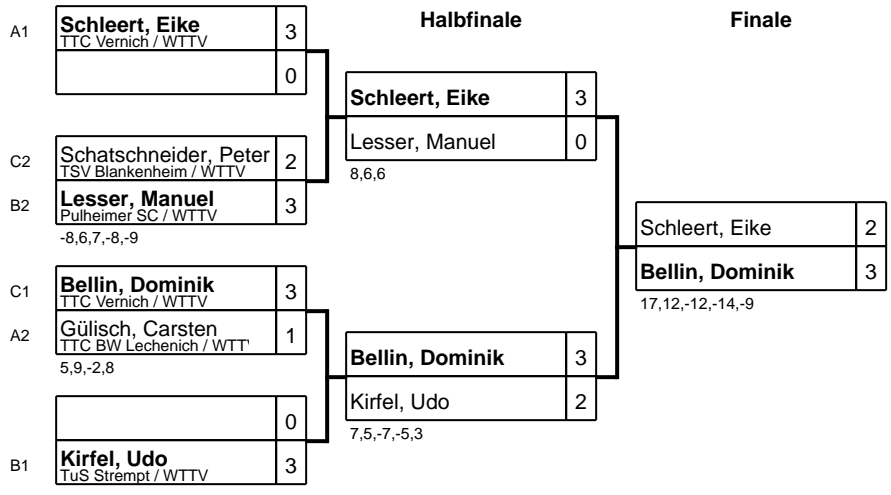 Halbfinale
Finale
A1
Schleert, Eike
TTC Vernich / WTTV
3
0
C2
Schatschneider, Peter
TSV Blankenheim / WTTV
2
B2
Lesser, Manuel
Pulheimer SC / WTTV
3
-8,6,7,-8,-9
C1
Bellin, Dominik
TTC Vernich / WTTV
3
A2
Gülisch, Carsten
TTC BW Lechenich / WTT
1
5,9,-2,8
0
B1
Kirfel, Udo
TuS Strempt / WTTV
3
Schleert, Eike
3
Lesser, Manuel
0
8,6,6
Bellin, Dominik
3
Kirfel, Udo
2
7,5,-7,-5,3
Schleert, Eike
2
Bellin, Dominik
3
17,12,-12,-14,-9